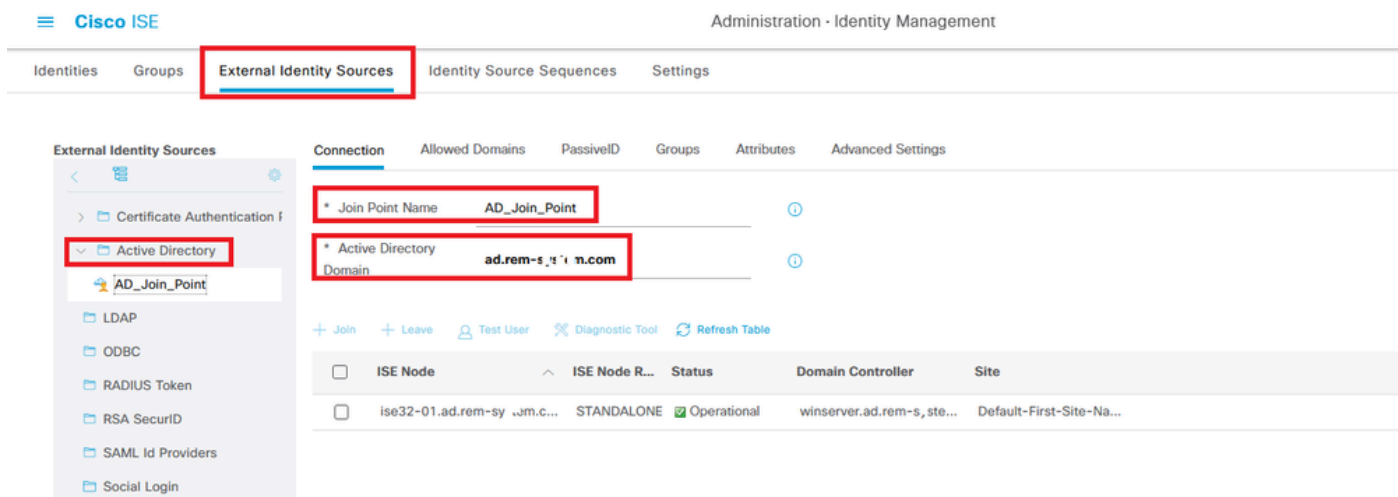 Cisco ISE
Administration · Identity Management
Identities Groups External Identity Sources Identity Source Sequences Settings
External Identity Sources
Certificate Authentication
Active Directory
AD_Join_Point
LDAP
ODBC
RADIUS Token
RSA SecurID
SAML Id Providers
Social Login
Connection Allowed Domains PassiveID Groups Attributes Advanced Settings
* Join Point Name AD_Join_Point
* Active Directory
Domain
+ Join + Leave Test User Diagnostic Tool Refresh Table
ISE Node ISE Node R... Status Domain Controller Site
STANDALONE Operational Default-First-Site-Na...